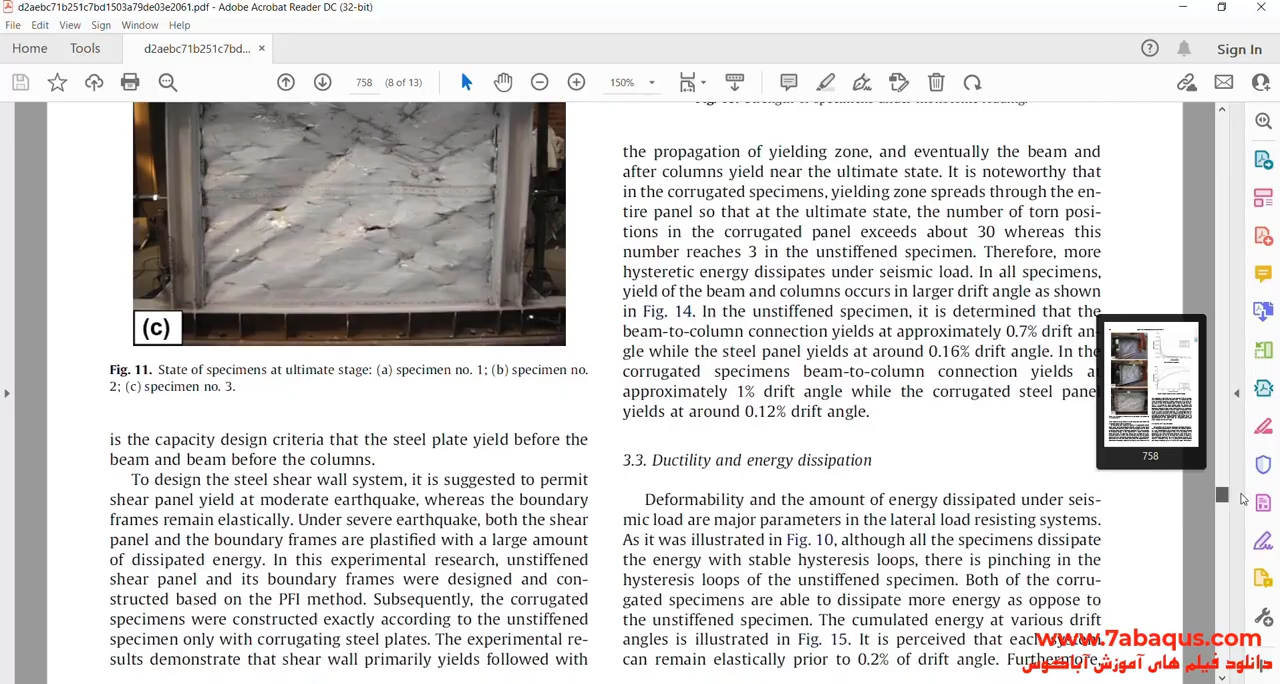 d2aebc71b251c7bd1503a79de03e2061.pdf - Adobe Acrobat Reader DC (32-bit)
File Edit View Sign Window Help
Home Tools d2aebc71b251c7bd... × Sign In
758 (8 of 13) 150%
(c)
Fig. 11. State of specimens at ultimate stage: (a) specimen no. 1; (b) specimen no.
2; (c) specimen no. 3.
is the capacity design criteria that the steel plate yield before the
beam and beam before the columns.
To design the steel shear wall system, it is suggested to permit
shear panel yield at moderate earthquake, whereas the boundary
frames remain elastically. Under severe earthquake, both the shear
panel and the boundary frames are plastified with a large amount
of dissipated energy. In this experimental research, unstiffened
shear panel and its boundary frames were designed and con-
structed based on the PFI method. Subsequently, the corrugated
specimens were constructed exactly according to the unstiffened
specimen only with corrugating steel plates. The experimental re-
sults demonstrate that shear wall primarily yields followed with
the propagation of yielding zone, and eventually the beam and
after columns yield near the ultimate state. It is noteworthy that
in the corrugated specimens, yielding zone spreads through the en-
tire panel so that at the ultimate state, the number of torn posi-
tions in the corrugated panel exceeds about 30 whereas this
number reaches 3 in the unstiffened specimen. Therefore, more
hysteretic energy dissipates under seismic load. In all specimens,
yield of the beam and columns occurs in larger drift angle as shown
in Fig. 14. In the unstiffened specimen, it is determined that the
beam-to-column connection yields at approximately 0.7% drift an-
gle while the steel panel yields at around 0.16% drift angle. In the
corrugated specimens beam-to-column connection yields at
approximately 1% drift angle while the corrugated steel panel
yields at around 0.12% drift angle.
3.3. Ductility and energy dissipation
Deformability and the amount of energy dissipated under seis-
mic load are major parameters in the lateral load resisting systems.
As it was illustrated in Fig. 10, although all the specimens dissipate
the energy with stable hysteresis loops, there is pinching in the
hysteresis loops of the unstiffened specimen. Both of the corru-
gated specimens are able to dissipate more energy as oppose to
the unstiffened specimen. The cumulated energy at various drift
angles is illustrated in Fig. 15. It is perceived that each system
can remain elastically prior to 0.2% of drift angle. Furthermore,
758
www.7abaqus.com
دانلود فیلم های آموزش آباکوس